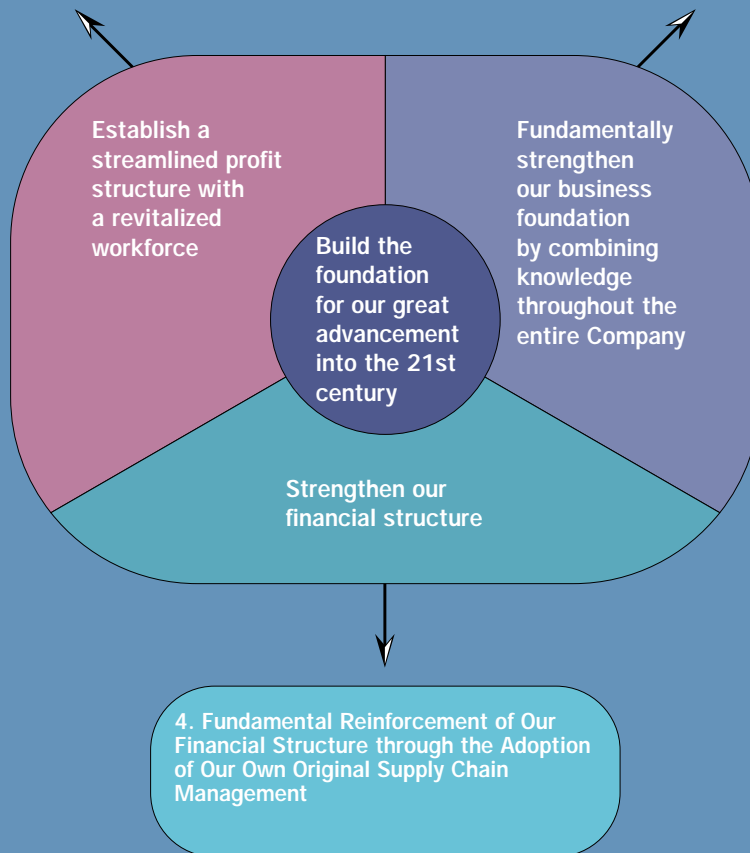 Establish a
streamlined profit
structure with
a revitalized
workforce
Build the
foundation
for our great
advancement
into the 21st
century
Fundamentally
strengthen
our business
foundation
by combining
knowledge
throughout the
entire Company
Strengthen our
financial structure
4. Fundamental Reinforcement of Our
Financial Structure through the Adoption
of Our Own Original Supply Chain
Management